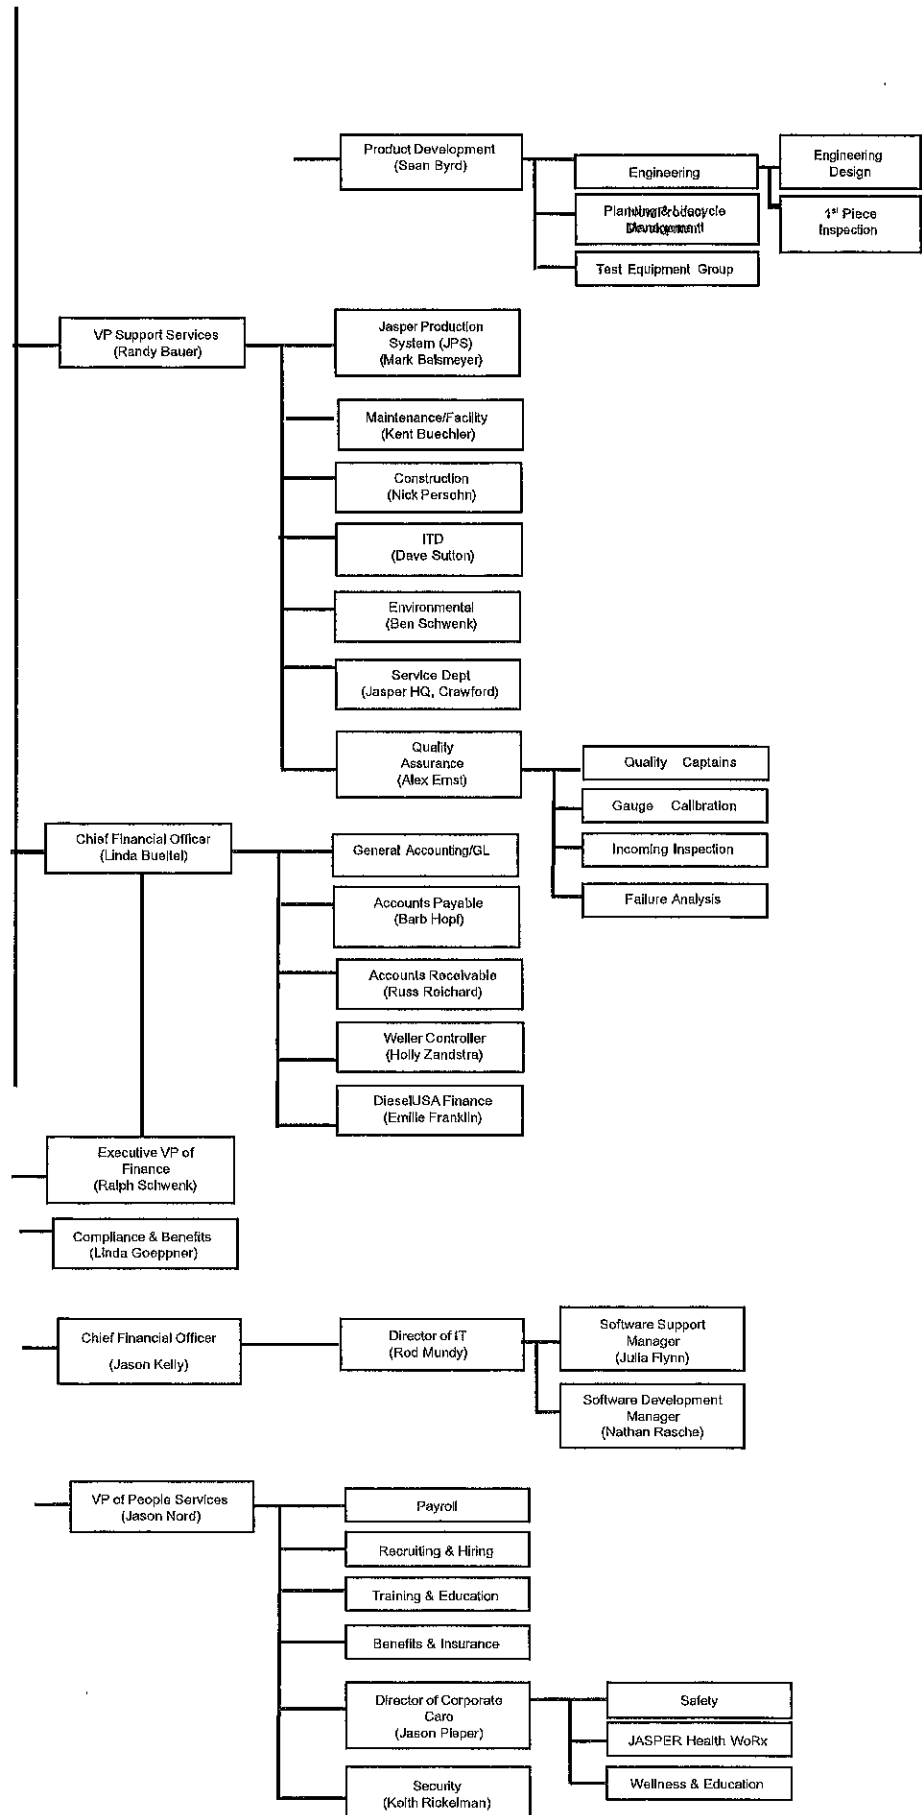 Product Development
(Sean Byrd)
Engineering
Engineering
Design
Planning & Lifecycle
Test Equipment Group
1st Piece
Inspection
VP Support Services
(Randy Bauer)
Jasper Production
System (JPS)
(Mark Balsmeyer)
Maintenance/Facility
(Kent Buechler)
Construction
(Nick Persohn)
ITD
(Dave Sutton)
Environmental
(Ben Schwenk)
Service Dept
(Jasper HQ, Crawford)
Quality
Assurance
(Alex Ernst)
Quality Captains
Gauge Calibration
Incoming Inspection
Failure Analysis
Chief Financial Officer
(Linda Bueltel)
General Accounting/GL
Accounts Payable
(Barb Hopf)
Accounts Receivable
(Russ Reichard)
Weller Controller
(Holly Zandstra)
DieselUSA Finance
(Emilie Franklin)
Executive VP of
Finance
(Ralph Schwenk)
Compliance & Benefits
(Linda Goeppner)
Chief Financial Officer
(Jason Kelly)
Director of IT
(Rod Mundy)
Software Support
Manager
(Julia Flynn)
Software Development
Manager
(Nathan Rasche)
VP of People Services
(Jason Nord)
Payroll
Recruiting & Hiring
Training & Education
Benefits & Insurance
Director of Corporate
Care
(Jason Pieper)
Safety
JASPER Health WoRx
Wellness & Education
Security
(Keith Rickelman)